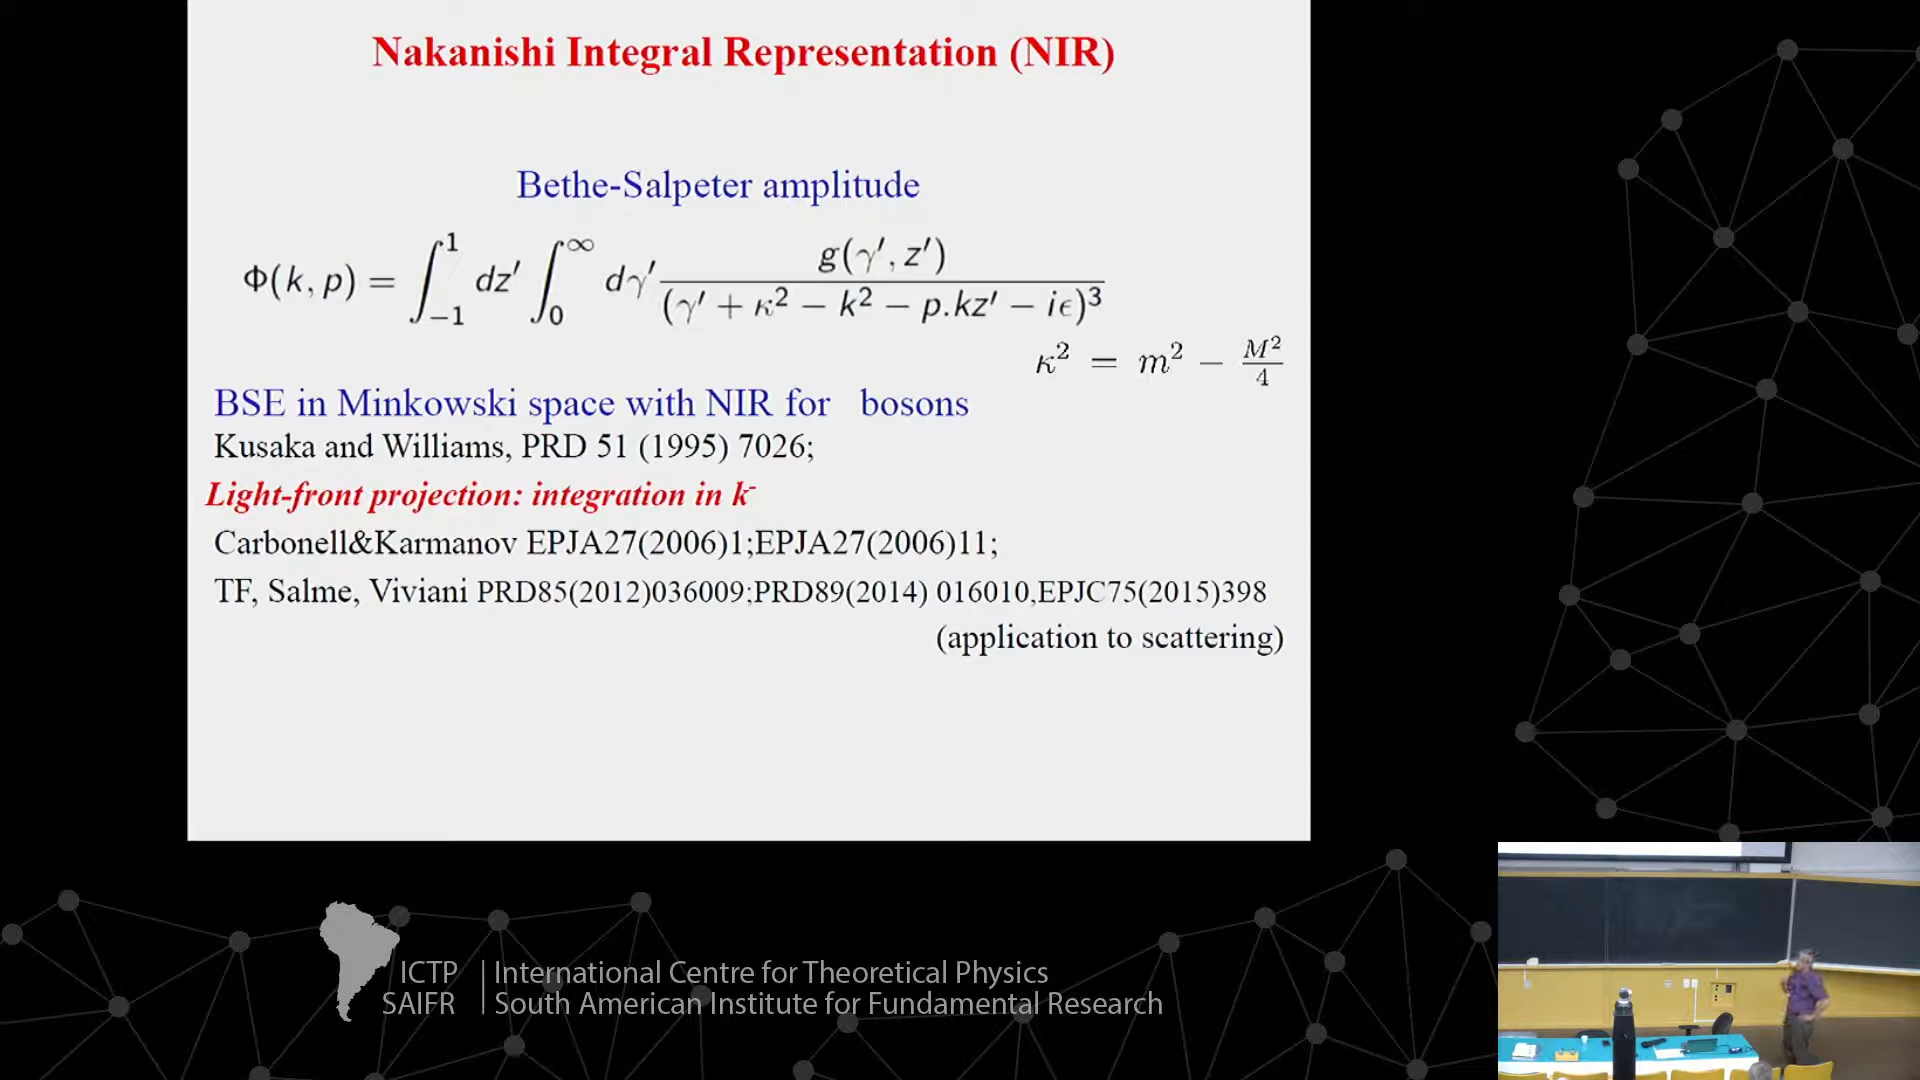 Nakanishi Integral Representation (NIR)
Bethe-Salpeter amplitude
Φ(k, p) = ∫_{-1}^{1} dz′ ∫_{0}^{∞} dγ′ g(γ′, z′) / (γ′ + κ² − k² − p.kz′ − iϵ)³
κ² = m² − M²/4
BSE in Minkowski space with NIR for bosons
Kusaka and Williams, PRD 51 (1995) 7026;
Light-front projection: integration in k⁻
Carbonell&Karmanov EPJA27(2006)1;EPJA27(2006)11;
TF, Salme, Viviani PRD85(2012)036009;PRD89(2014) 016010,EPJC75(2015)398
(application to scattering)
ICTP International Centre for Theoretical Physics
SAIFR South American Institute for Fundamental Research